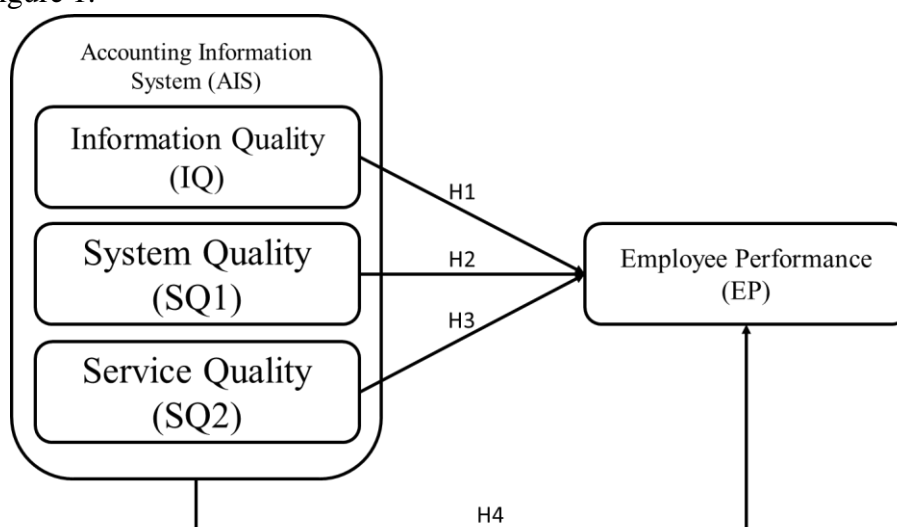 Figure 1.
Accounting Information
System (AIS)
Information Quality
(IQ)
H1
System Quality
(SQ1)
H2
Employee Performance
(EP)
H3
Service Quality
(SQ2)
H4